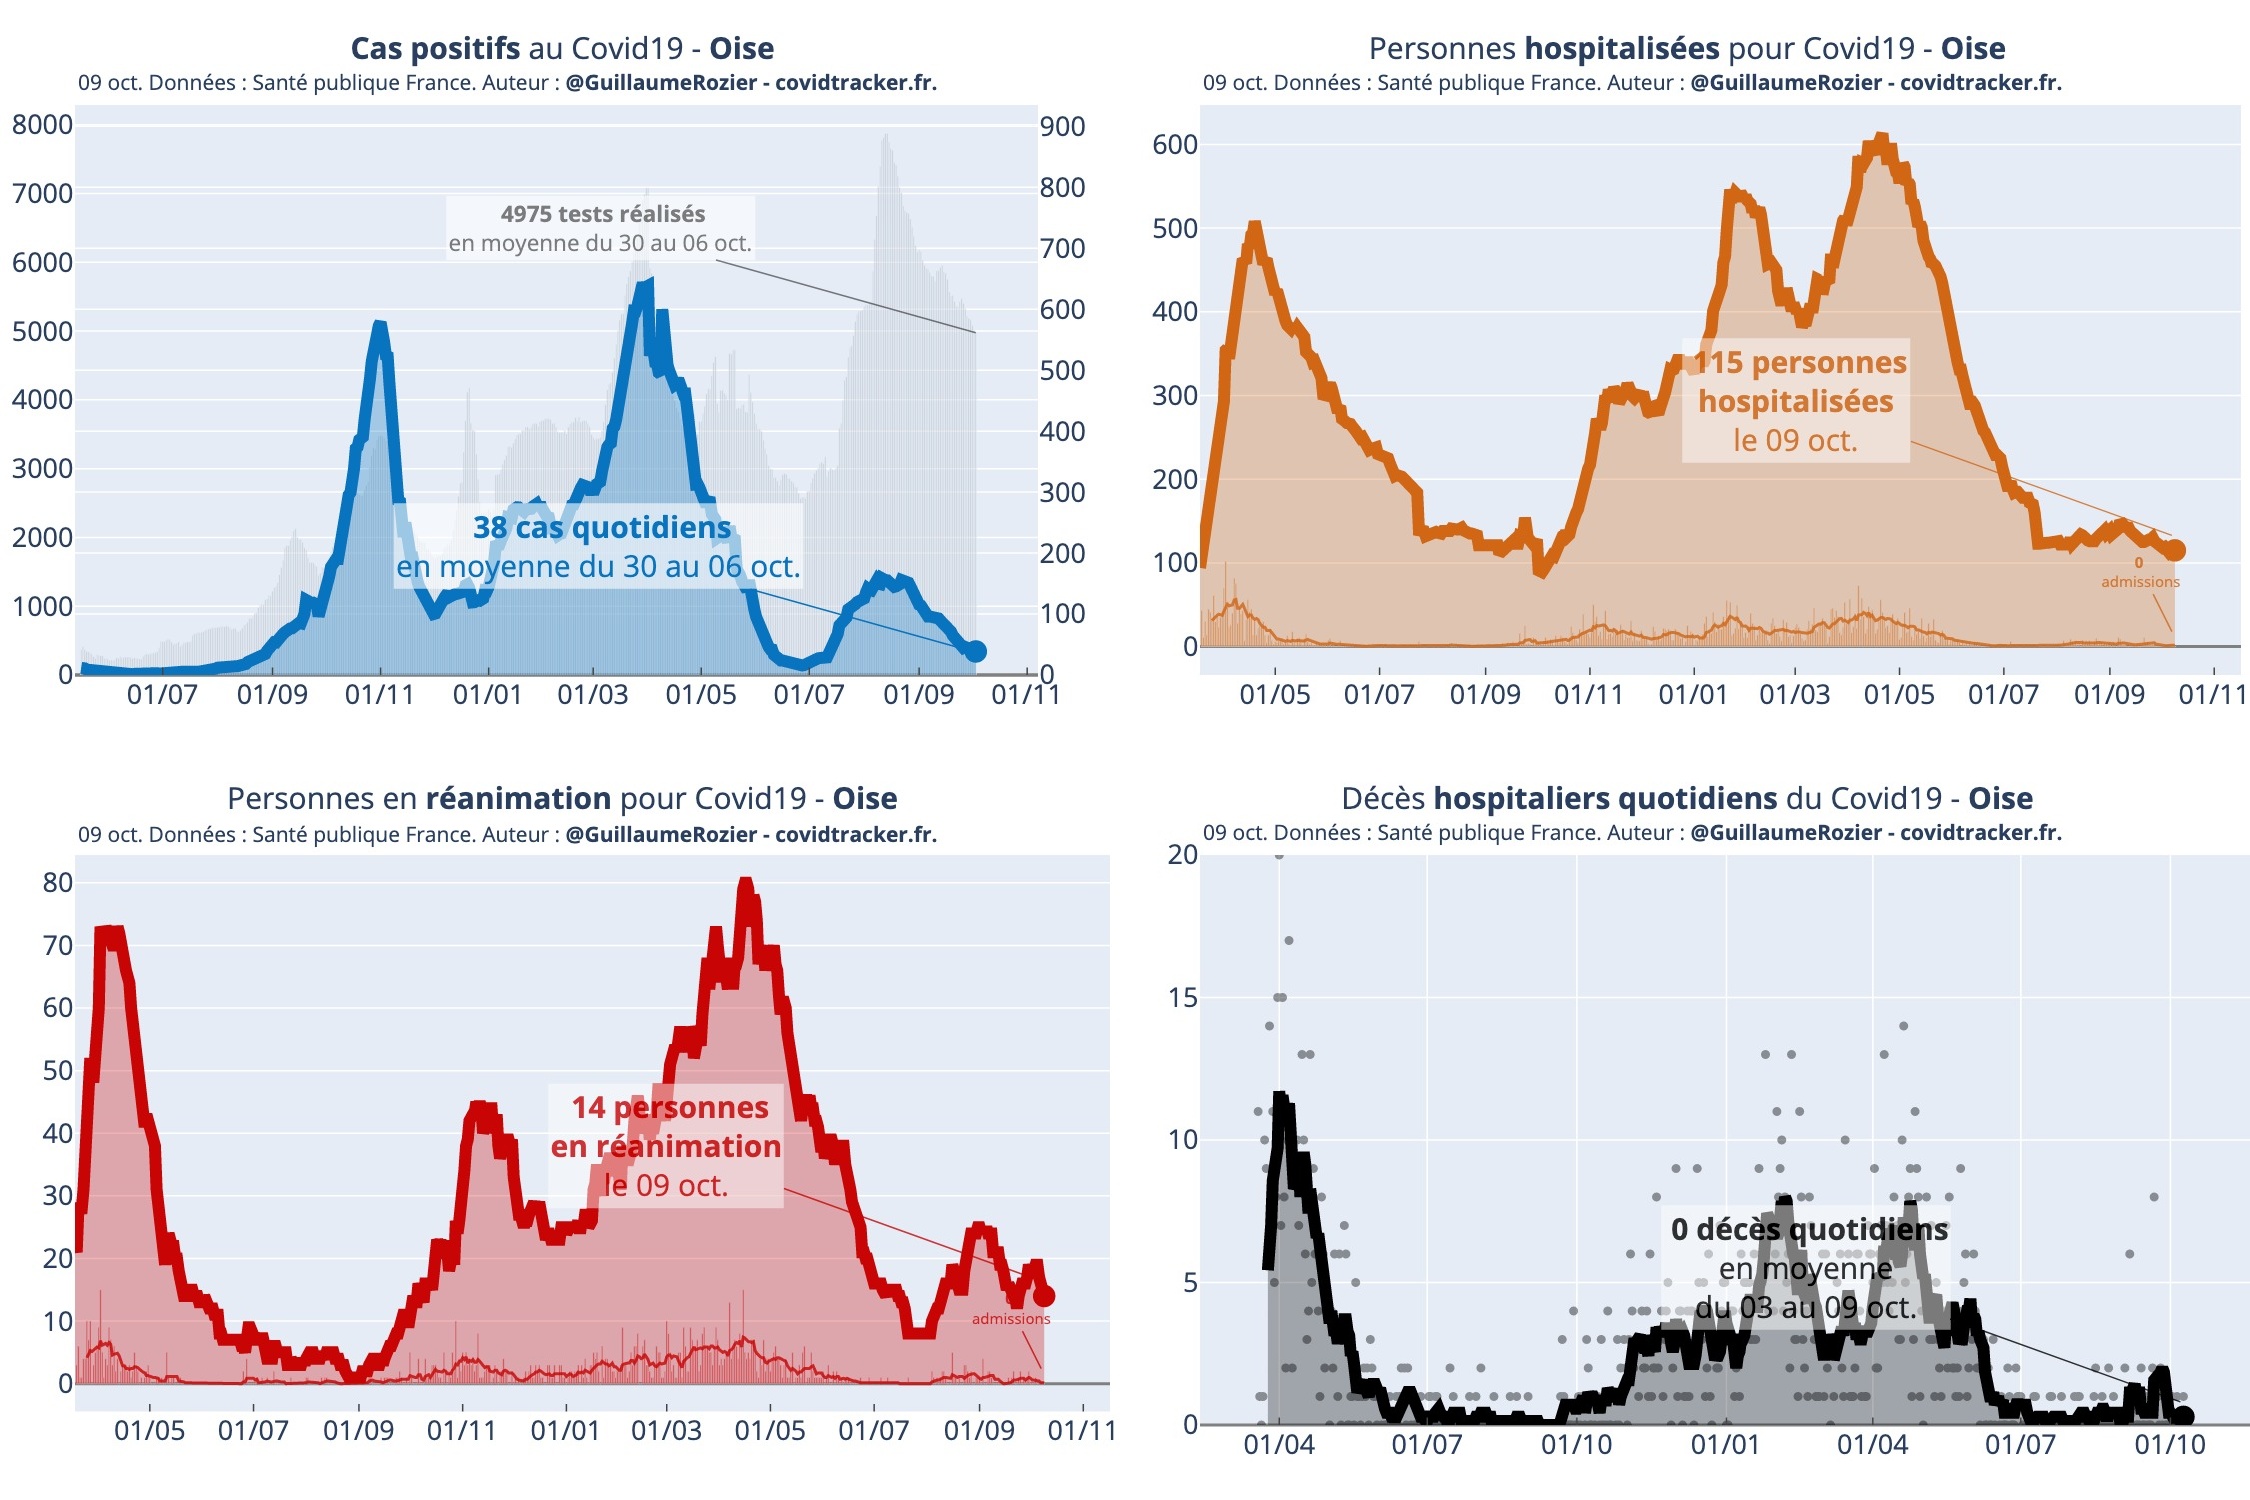 Cas positifs au Covid19 - Oise
09 oct. Données : Santé publique France. Auteur : @GuillaumeRozier - covidtracker.fr.
8000
7000
6000
5000
4000
3000
2000
1000
0
900
800
700
600
500
400
300
200
100
0
4975 tests réalisés
en moyenne du 30 au 06 oct.
38 cas quotidiens
en moyenne du 30 au 06 oct.
01/07 01/09 01/11 01/01 01/03 01/05 01/07 01/09 01/11
Personnes hospitalisées pour Covid19 - Oise
09 oct. Données : Santé publique France. Auteur : @GuillaumeRozier - covidtracker.fr.
600
500
400
300
200
100
0
115 personnes
hospitalisées
le 09 oct.
0
admissions
01/05 01/07 01/09 01/11 01/01 01/03 01/05 01/07 01/09 01/11
Personnes en réanimation pour Covid19 - Oise
09 oct. Données : Santé publique France. Auteur : @GuillaumeRozier - covidtracker.fr.
80
70
60
50
40
30
20
10
0
14 personnes
en réanimation
le 09 oct.
admissions
01/05 01/07 01/09 01/11 01/01 01/03 01/05 01/07 01/09 01/11
Décès hospitaliers quotidiens du Covid19 - Oise
09 oct. Données : Santé publique France. Auteur : @GuillaumeRozier - covidtracker.fr.
20
15
10
5
0
0 décès quotidiens
en moyenne
du 03 au 09 oct.
01/04 01/07 01/10 01/01 01/04 01/07 01/10